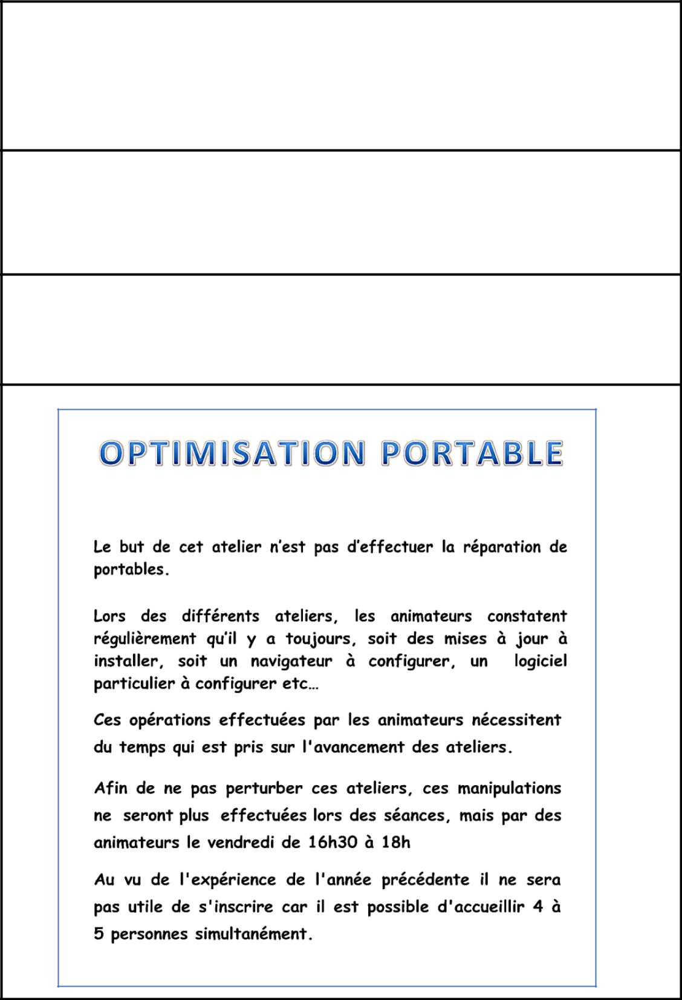 OPTIMISATION PORTABLE
Le but de cet atelier n’est pas d’effectuer la réparation de
portables.
Lors des différents ateliers, les animateurs constatent
régulièrement qu’il y a toujours, soit des mises à jour à
installer, soit un navigateur à configurer, un logiciel
particulier à configurer etc…
Ces opérations effectuées par les animateurs nécessitent
du temps qui est pris sur l'avancement des ateliers.
Afin de ne pas perturber ces ateliers, ces manipulations
ne seront plus effectuées lors des séances, mais par des
animateurs le vendredi de 16h30 à 18h
Au vu de l'expérience de l'année précédente il ne sera
pas utile de s'inscrire car il est possible d'accueillir 4 à
5 personnes simultanément.